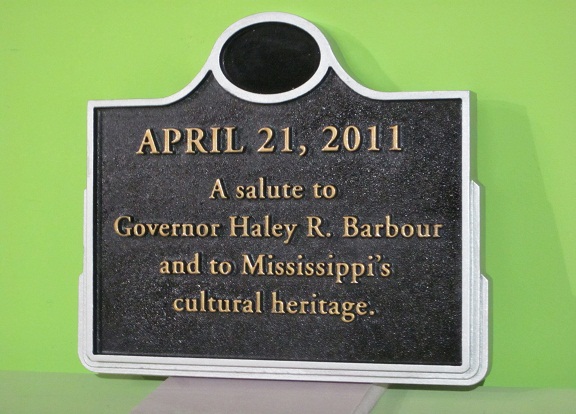 APRIL 21, 2011
A salute to
Governor Haley R. Barbour
and to Mississippi's
cultural heritage.